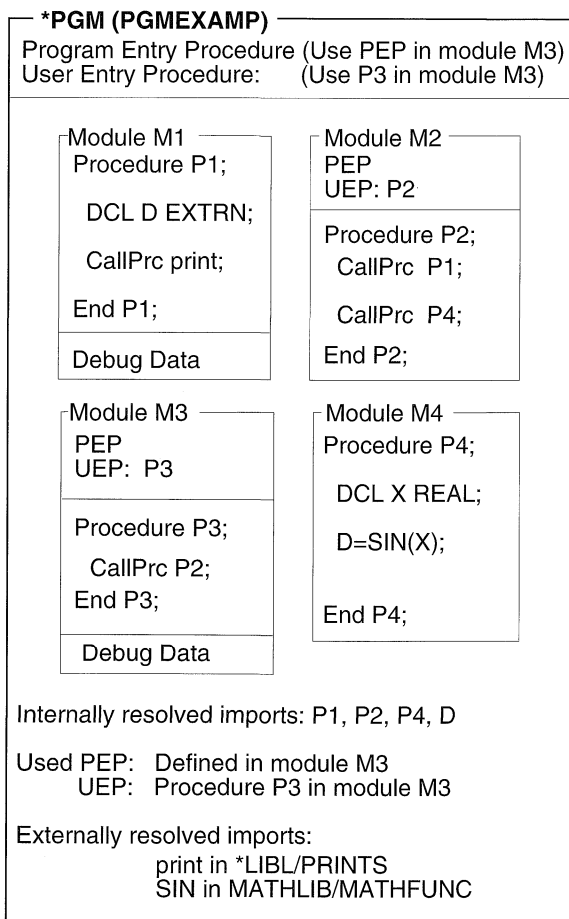 *PGM (PGMEXAMP)
Program Entry Procedure (Use PEP in module M3)
User Entry Procedure: (Use P3 in module M3)
Module M1
Procedure P1;
DCL D EXTRN;
CallPrc print;
End P1;
Debug Data
Module M2
PEP
UEP: P2
Procedure P2;
CallPrc P1;
CallPrc P4;
End P2;
Module M3
PEP
UEP: P3
Procedure P3;
CallPrc P2;
End P3;
Debug Data
Module M4
Procedure P4;
DCL X REAL;
D=SIN(X);
End P4;
Internally resolved imports: P1, P2, P4, D
Used PEP: Defined in module M3
UEP: Procedure P3 in module M3
Externally resolved imports:
print in *LIBL/PRINTS
SIN in MATHLIB/MATHFUNC